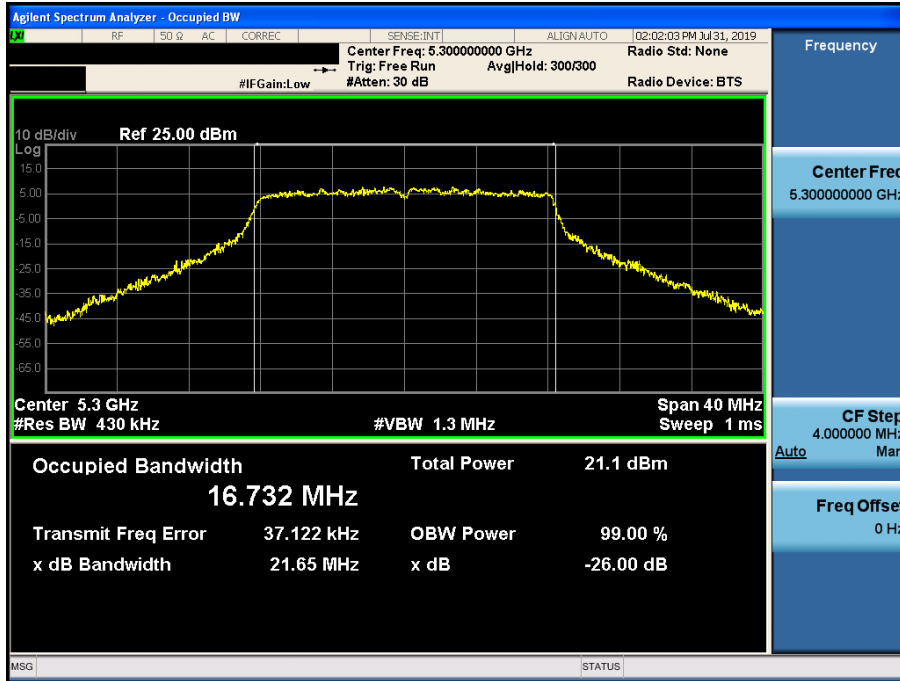 Agilent Spectrum Analyzer - Occupied BW
LXI RF 50 Ω AC CORREC SENSE:INT ALIGN AUTO 02:02:03 PM Jul 31, 2019
Center Freq: 5.300000000 GHz Radio Std: None
Trig: Free Run Avg|Hold: 300/300
#IFGain:Low #Atten: 30 dB Radio Device: BTS
10 dB/div Ref 25.00 dBm
Log
15.0
5.00
-5.00
-15.0
-25.0
-35.0
-45.0
-55.0
-65.0
Center 5.3 GHz Span 40 MHz
#Res BW 430 kHz #VBW 1.3 MHz Sweep 1 ms
Occupied Bandwidth Total Power 21.1 dBm
16.732 MHz
Transmit Freq Error 37.122 kHz OBW Power 99.00 %
x dB Bandwidth 21.65 MHz x dB -26.00 dB
MSG STATUS
Frequency
Center Freq
5.300000000 GHz
CF Step
4.000000 MHz
Auto Man
Freq Offset
0 Hz